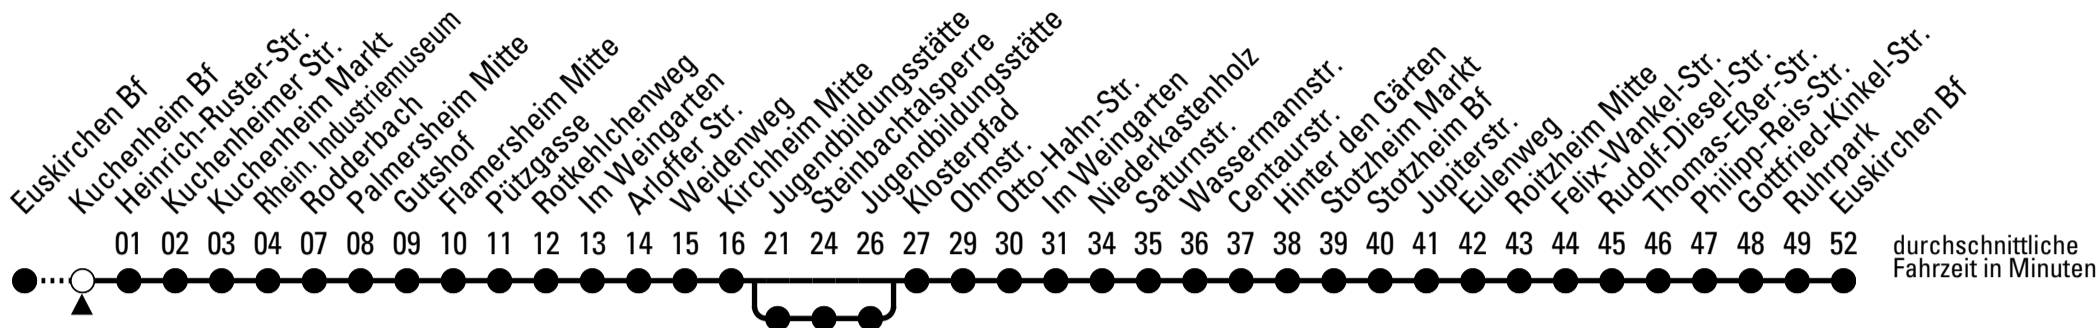 Euskirchen Bf
Kuchenheim Bf
Heinrich-Ruster-Str.
Kuchenheimer Str.
Kuchenheim Markt
Rhein. Industriemuseum
Rodderbach
Palmersheim Mitte
Gutshof
Flamersheim Mitte
Pützgasse
Rotkehlchenweg
Im Weingarten
Arloffer Str.
Weidenweg
Kirchheim Mitte
Jugendbildungsstätte
Steinbachtalsperre
Jugendbildungsstätte
Klosterpfad
Ohmstr.
Otto-Hahn-Str.
Im Weingarten
Niederkastenholz
Saturnstr.
Wassermannstr.
Centaurstr.
Hinter den Gärten
Stotzheim Markt
Stotzheim Bf
Jupiterstr.
Eulenweg
Roitzheim Mitte
Felix-Wankel-Str.
Rudolf-Diesel-Str.
Thomas-Eßer-Str.
Philipp-Reis-Str.
Gottfried-Kinkel-Str.
Ruhrpark
Euskirchen Bf
01 02 03 04 07 08 09 10 11 12 13 14 15 16 21 24 26 27 29 30 31 34 35 36 37 38 39 40 41 42 43 44 45 46 47 48 49 52
durchschnittliche
Fahrzeit in Minuten